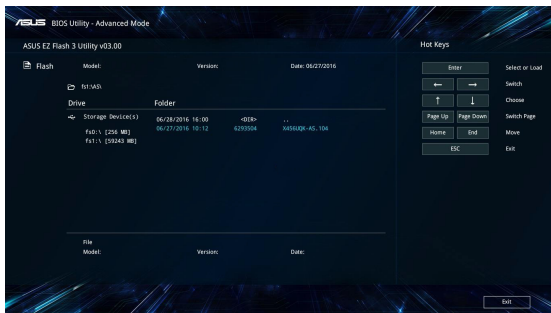 ASUS BIOS Utility - Advanced Mode
ASUS EZ Flash 3 Utility v03.00
Hot Keys
Flash
Model: Version: Date: 06/27/2016
Enter Select or Load
fs1:\AS\
← → Switch
Drive Folder
↑ ↓ Choose
Storage Device(s) 06/28/2016 16:00 <DIR> ..
Page Up Page Down Switch Page
fs0:\ [256 MB] 06/27/2016 10:12 6293504 X456UQK-AS.104
fs1:\ [59243 MB]
Home End Move
ESC Exit
File
Model: Version: Date:
Exit